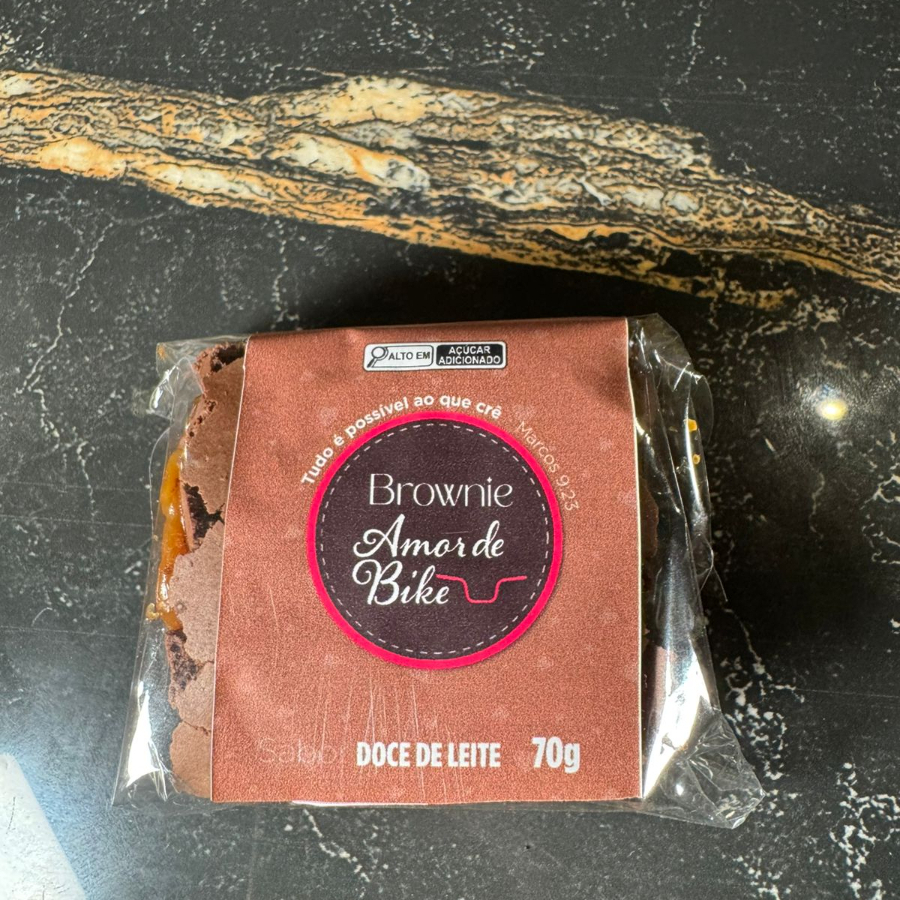 ALTO EM
AÇÚCAR
ADICIONADO
Tudo é possível ao que crê
Marcos 9:23
Brownie
Amor de
Bike
Sabor DOCE DE LEITE 70g